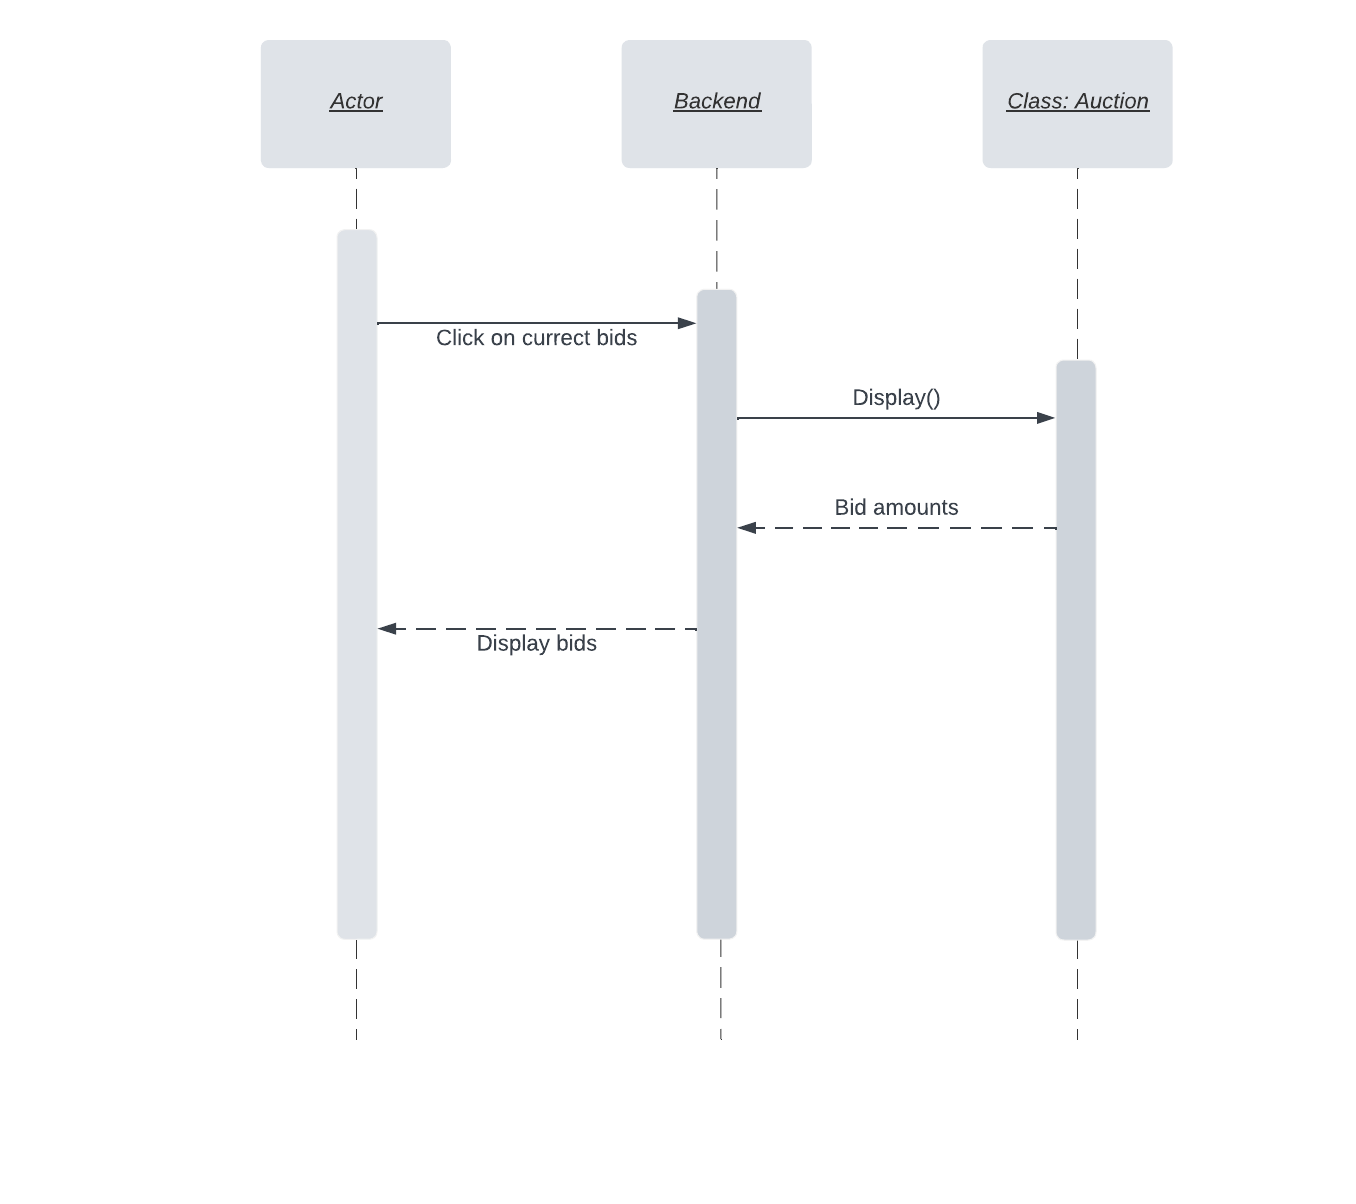 Actor
Backend
Class: Auction
Click on currect bids
Display()
Bid amounts
Display bids